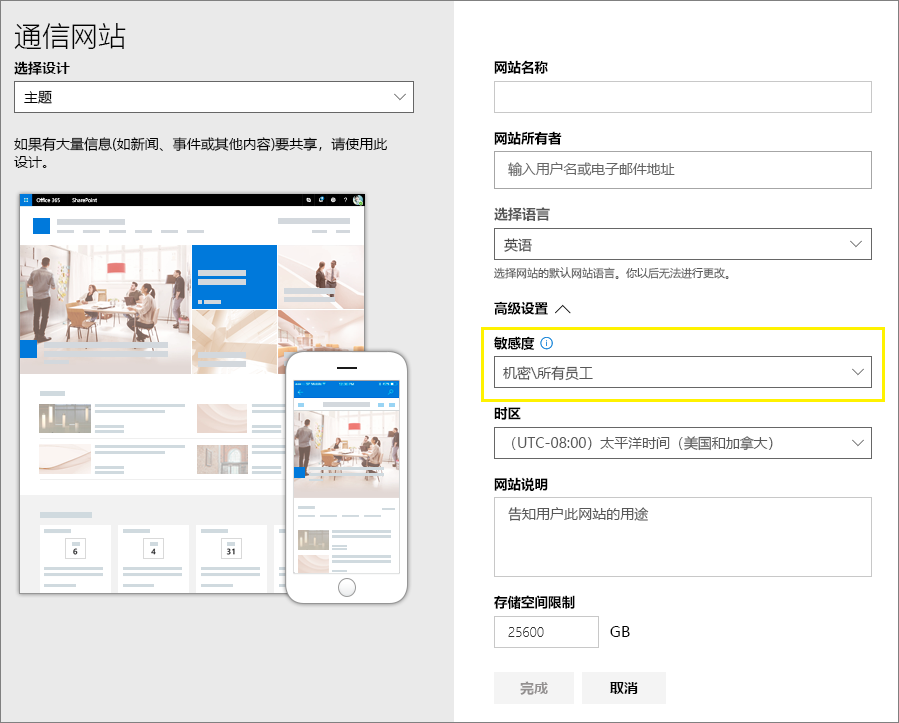 通信网站
选择设计
主题
如果有大量信息(如新闻、事件或其他内容)要共享，请使用此
设计。
Office 365 SharePoint
?
6
4
31
网站名称
网站所有者
输入用户名或电子邮件地址
选择语言
英语
选择网站的默认网站语言。你以后无法进行更改。
高级设置
敏感度
机密\所有员工
时区
（UTC-08:00）太平洋时间（美国和加拿大）
网站说明
告知用户此网站的用途
存储空间限制
25600 GB
完成 取消